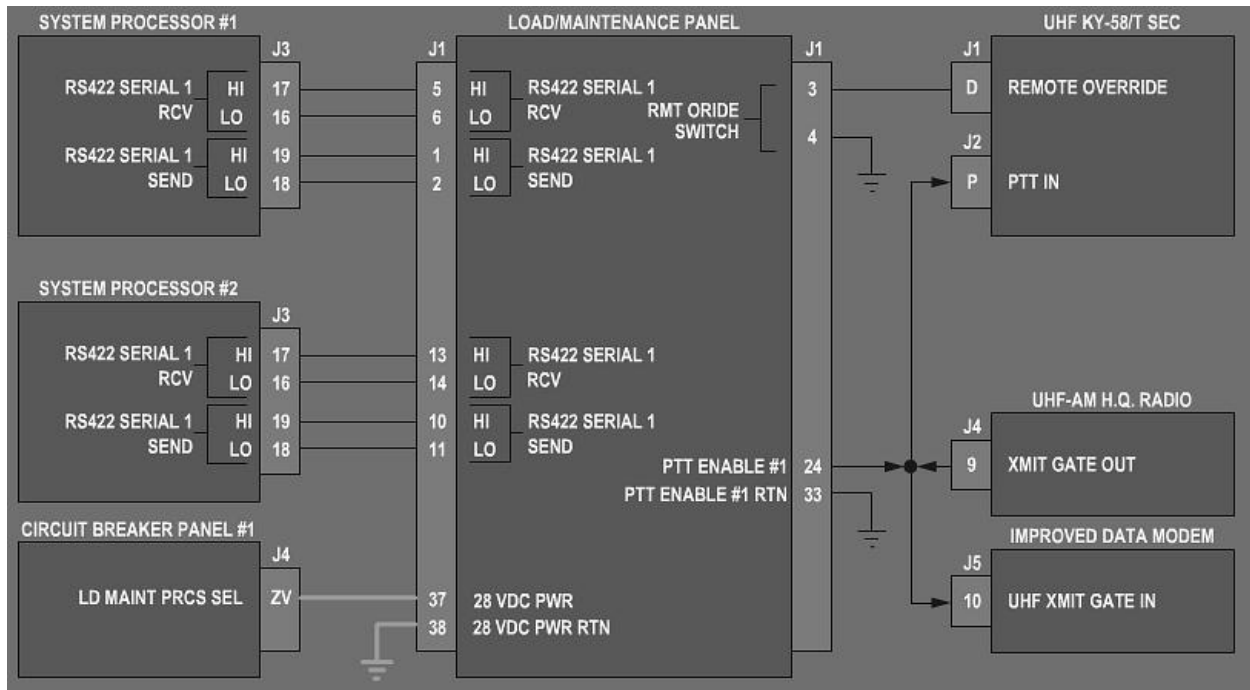 SYSTEM PROCESSOR #1
J3
RS422 SERIAL 1 HI 17
RCV LO 16
RS422 SERIAL 1 HI 19
SEND LO 18
SYSTEM PROCESSOR #2
J3
RS422 SERIAL 1 HI 17
RCV LO 16
RS422 SERIAL 1 HI 19
SEND LO 18
CIRCUIT BREAKER PANEL #1
J4
LD MAINT PRCS SEL ZV
LOAD/MAINTENANCE PANEL
J1
5 HI RS422 SERIAL 1
6 LO RCV
1 HI RS422 SERIAL 1
2 LO SEND
13 HI RS422 SERIAL 1
14 LO RCV
10 HI RS422 SERIAL 1
11 LO SEND
37 28 VDC PWR
38 28 VDC PWR RTN
J1
RMT ORIDE
SWITCH
3
4
PTT ENABLE #1 24
PTT ENABLE #1 RTN 33
UHF KY-58/T SEC
J1
D REMOTE OVERRIDE
J2
P PTT IN
UHF-AM H.Q. RADIO
J4
9 XMIT GATE OUT
IMPROVED DATA MODEM
J5
10 UHF XMIT GATE IN